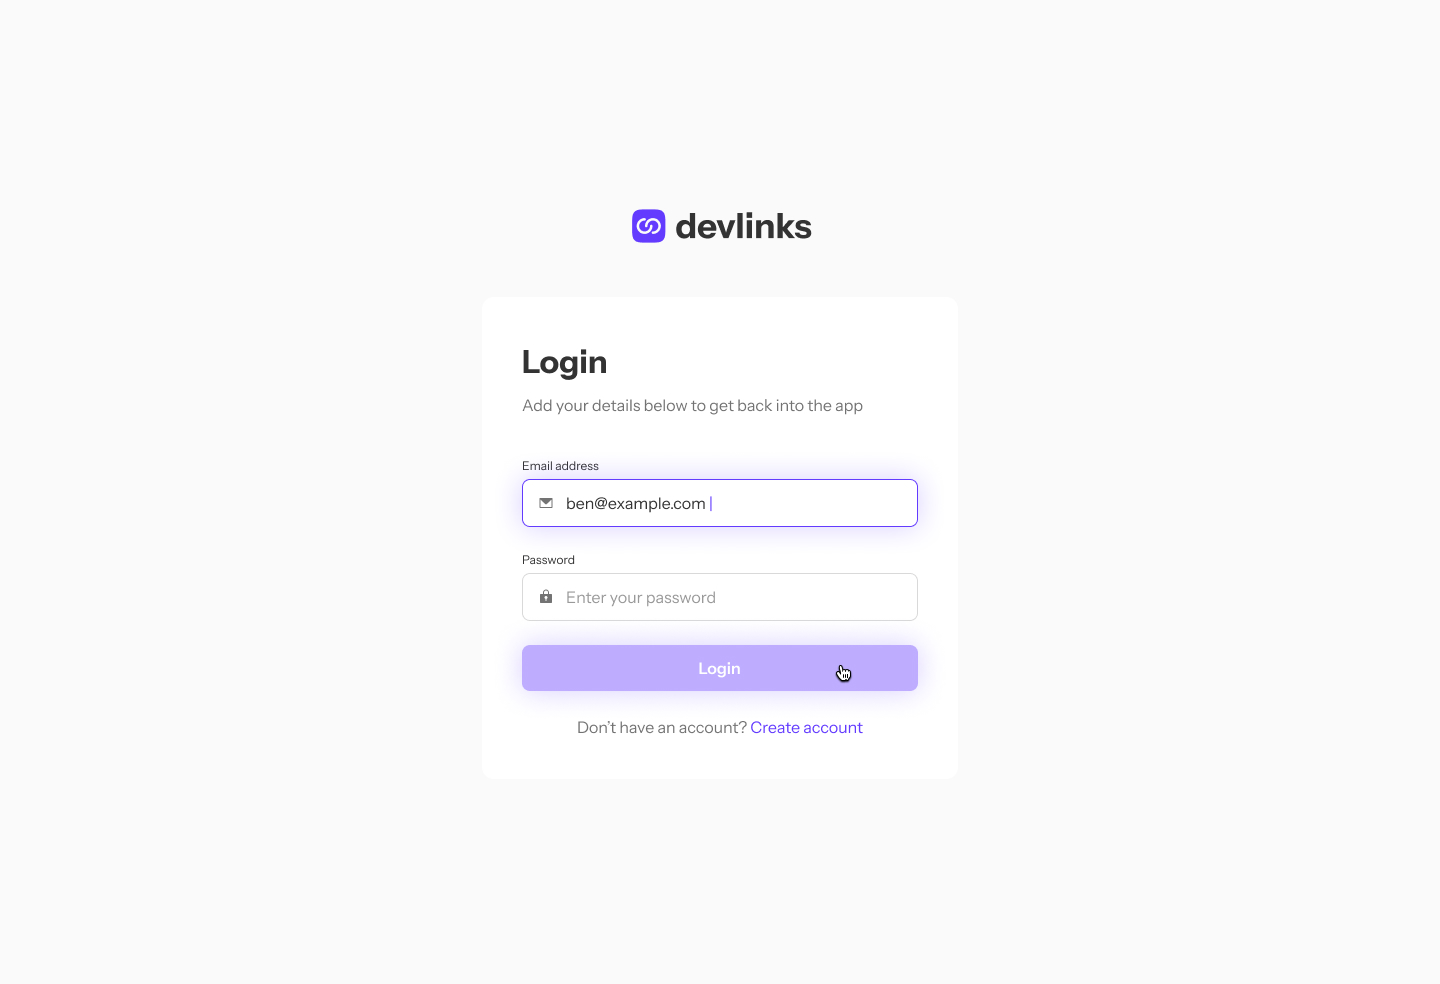 devlinks
Login
Add your details below to get back into the app
Email address
ben@example.com
Password
Enter your password
Login
Don’t have an account? Create account